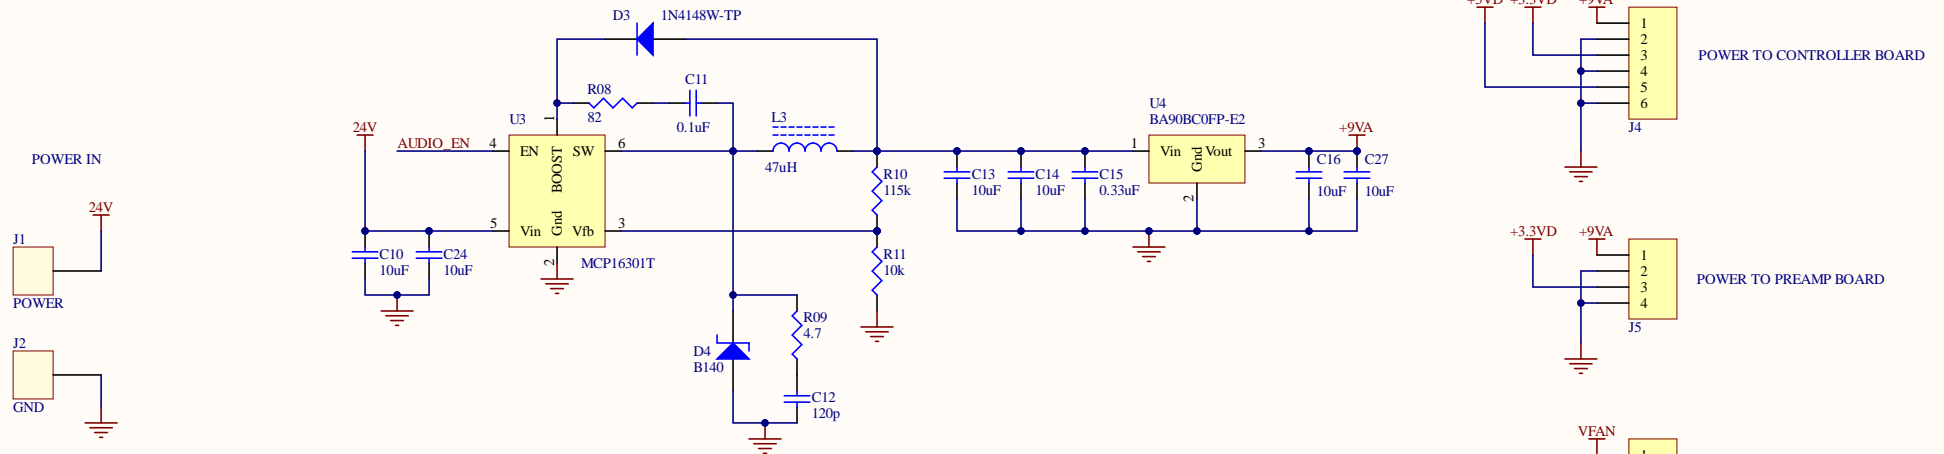 POWER IN
24V
J1
POWER
J2
GND
24V
AUDIO_EN
C10
10uF
C24
10uF
D3
1N4148W-TP
R08
82
C11
0.1uF
U3
1
4
EN
BOOST
SW
6
5
Vin
Gnd
Vfb
3
2
MCP16301T
L3
47uH
R10
115k
R11
10k
R09
4.7
D4
B140
C12
120p
C13
10uF
C14
10uF
C15
0.33uF
U4
BA90BC0FP-E2
1
Vin
Gnd
Vout
3
2
+9VA
C16
10uF
C27
10uF
+3.3VD
+9VA
1
2
3
4
5
6
J4
POWER TO CONTROLLER BOARD
+3.3VD
+9VA
1
2
3
4
J5
POWER TO PREAMP BOARD
VFAN
1